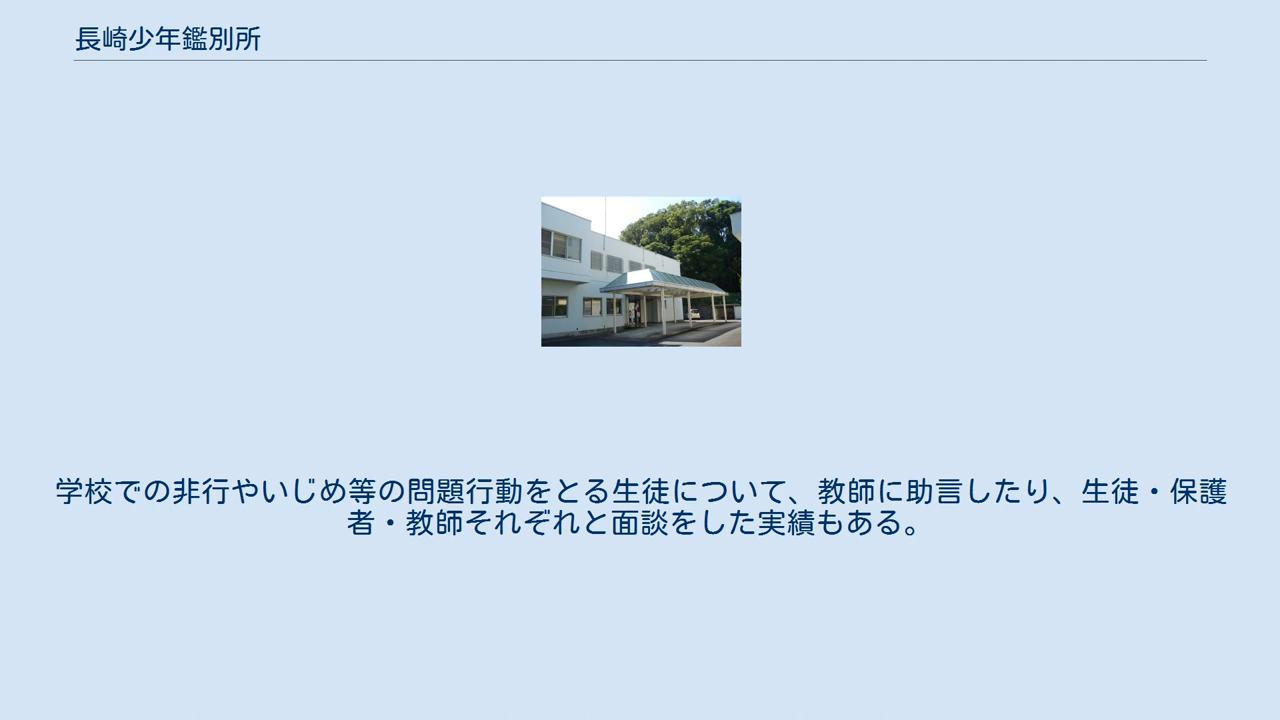 長崎少年鑑別所
学校での非行やいじめ等の問題行動をとる生徒について、教師に助言したり、生徒・保護
者・教師それぞれと面談をした実績もある。